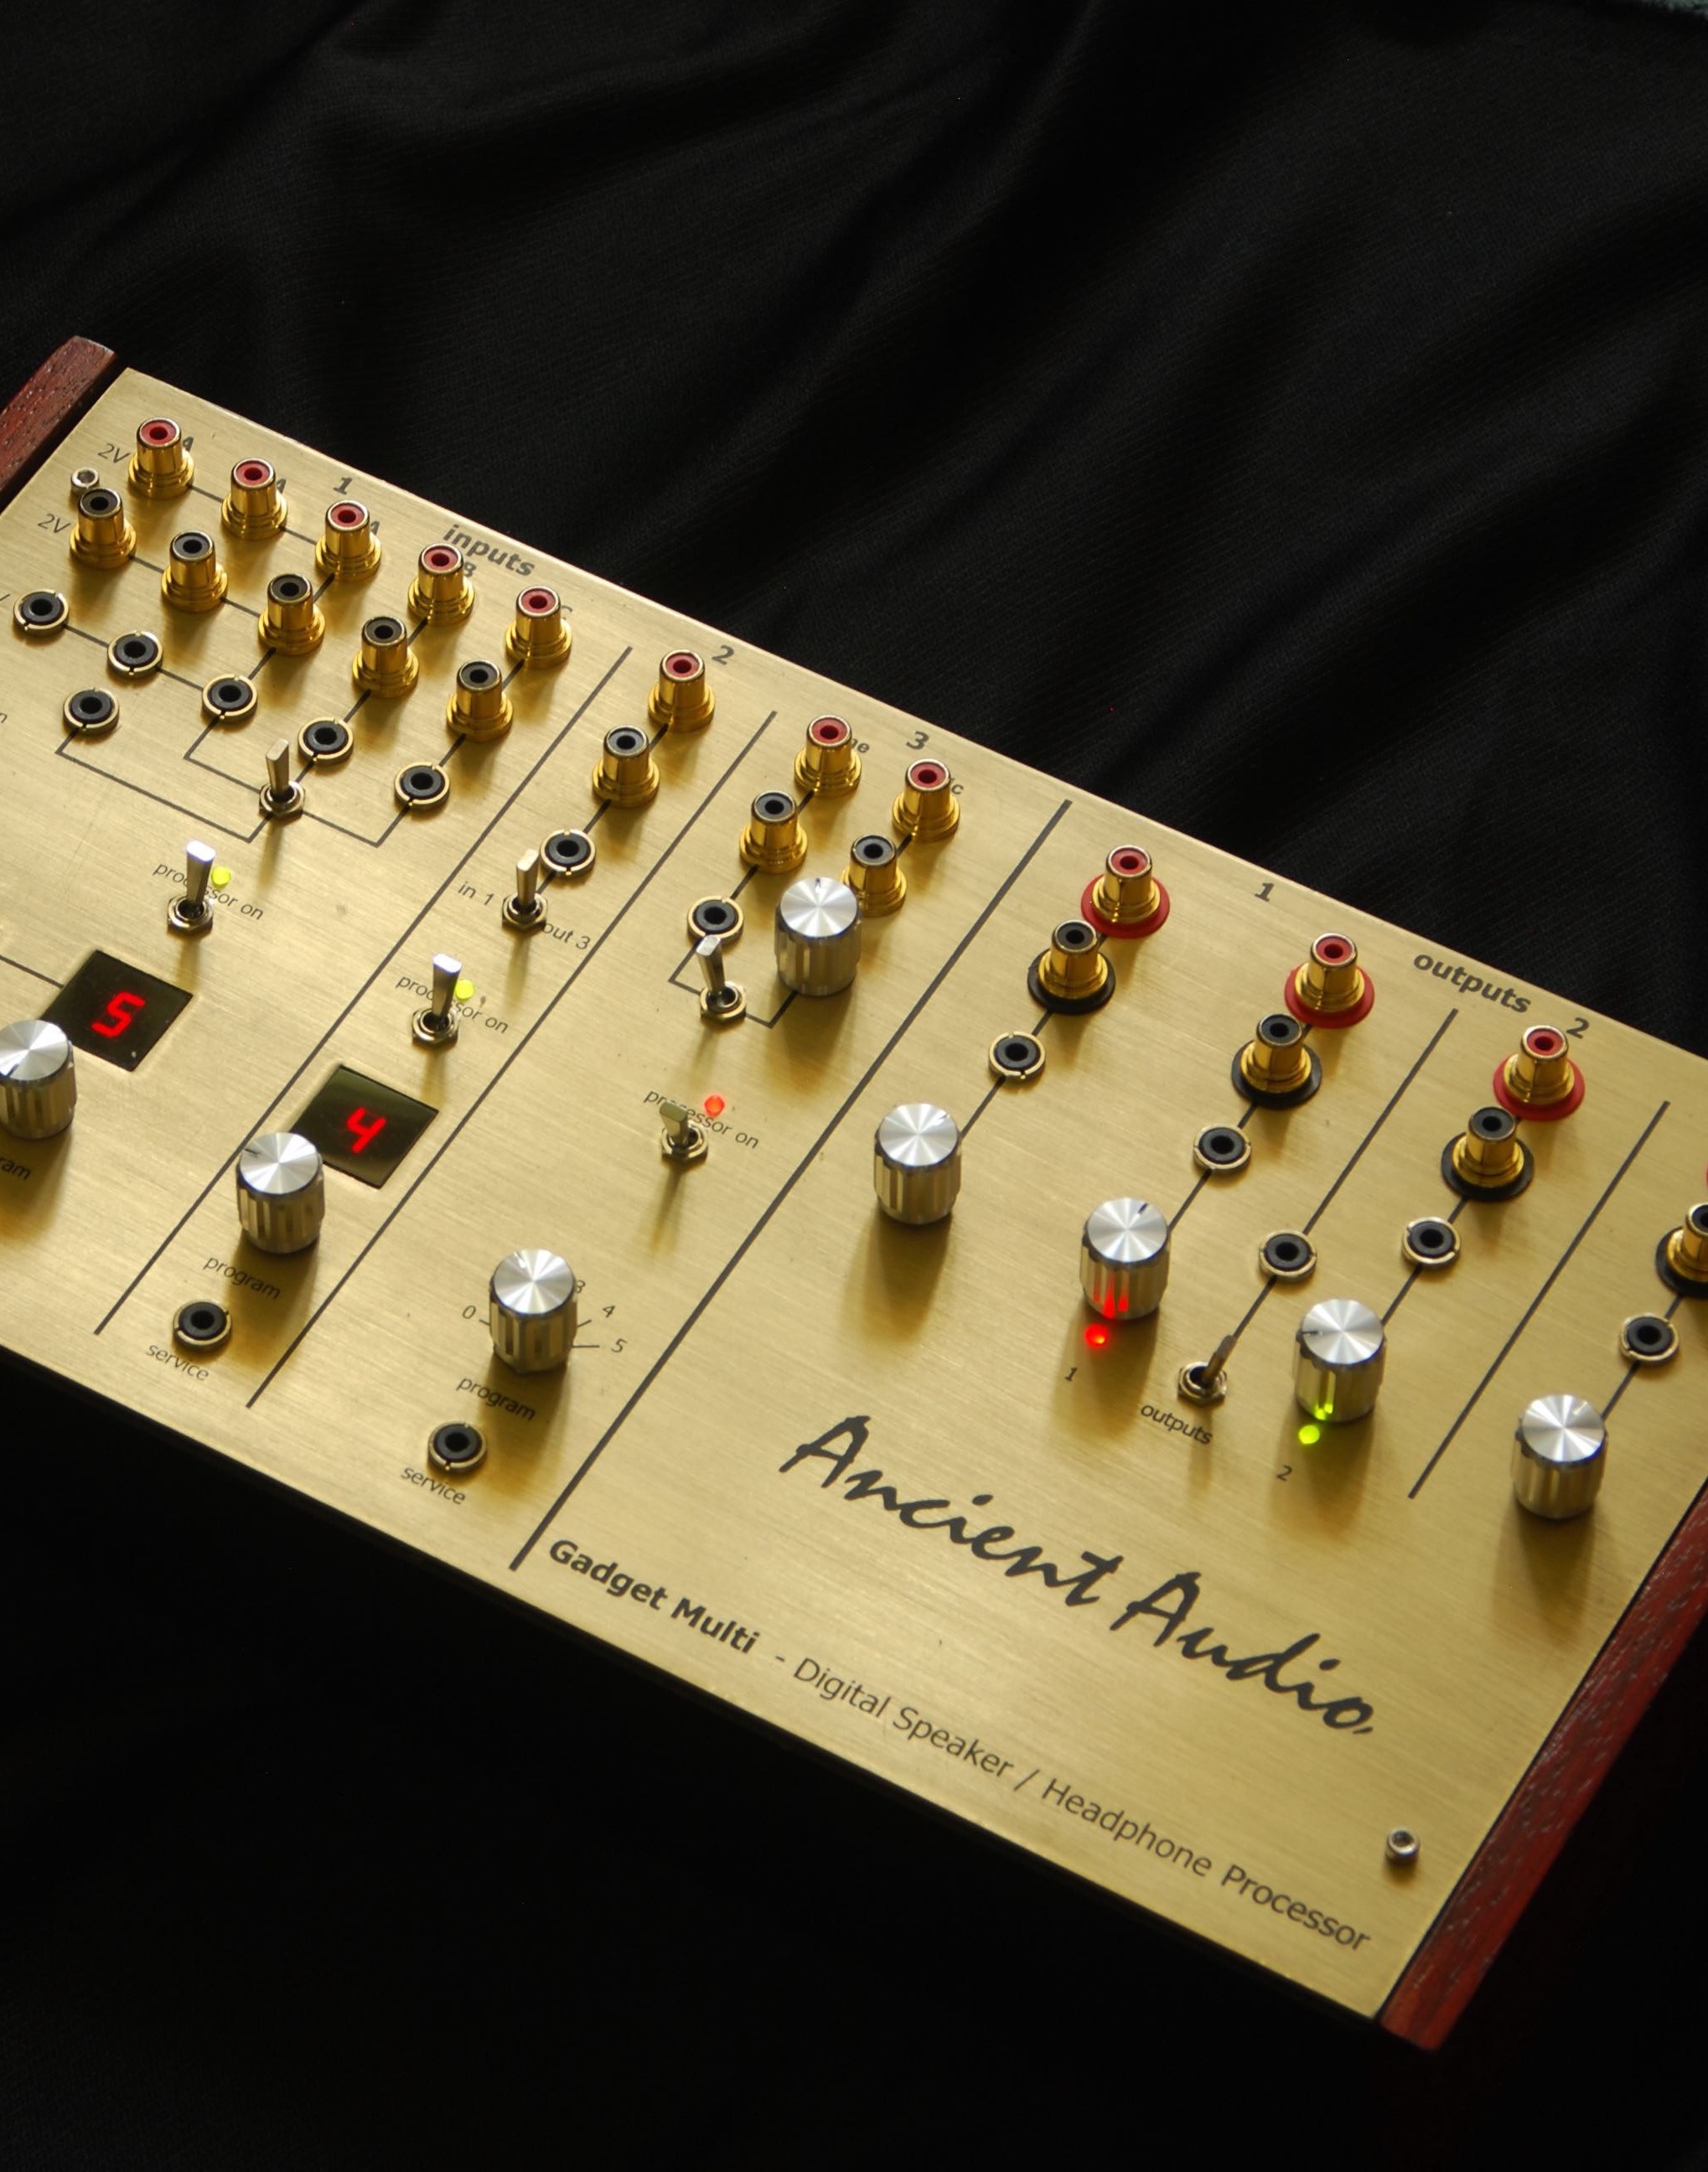 inputs
1
2
3
2V
A
A
A
B
C
2V
processor on
in 1
out 3
processor on
processor on
5
4
program
service
0
3
4
5
program
service
outputs
1
2
1
outputs
2
Ancient Audio
Gadget Multi - Digital Speaker / Headphone Processor